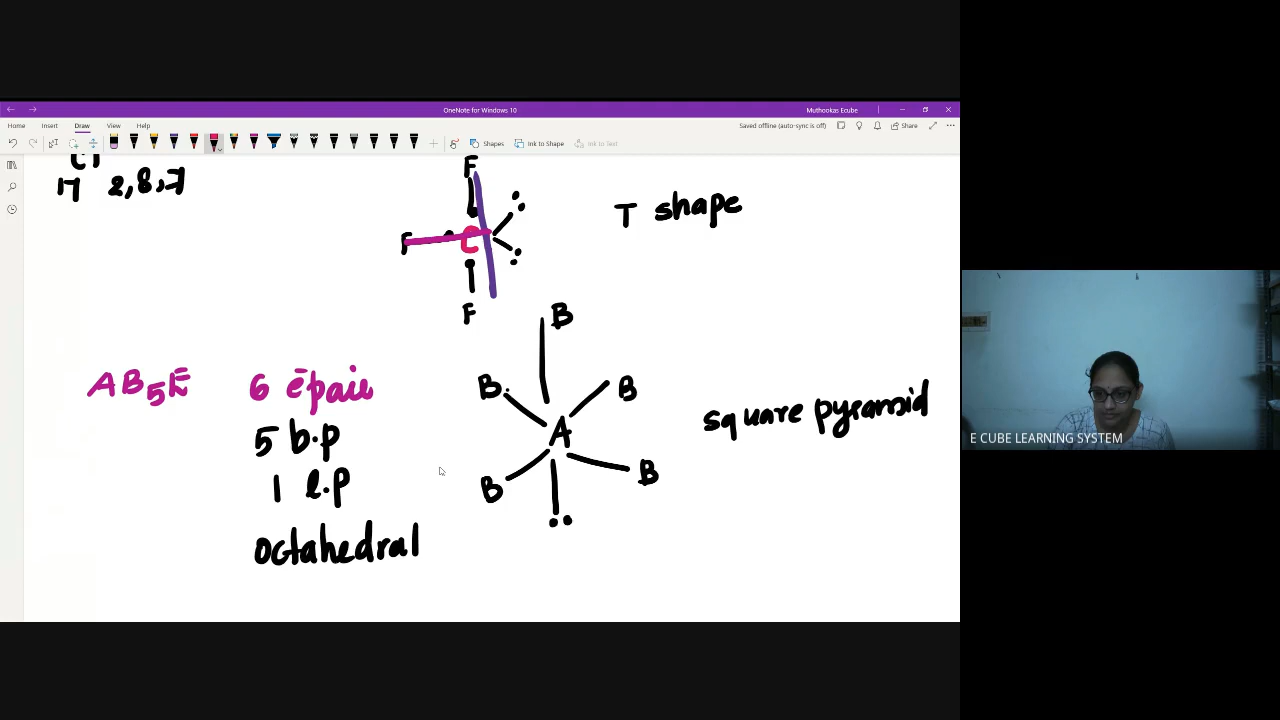 OneNote for Windows 10
Muthookas Ecube
Home Insert Draw View Help
Saved offline (auto-sync is off)
Share
Shapes
Ink to Shape
Ink to Text
Cl
17 2,8,7
F
F C
F
T shape
AB5E
6 e pair
5 b.p
1 l.p
octahedral
B
B B
A
B B
square pyramid
E CUBE LEARNING SYSTEM